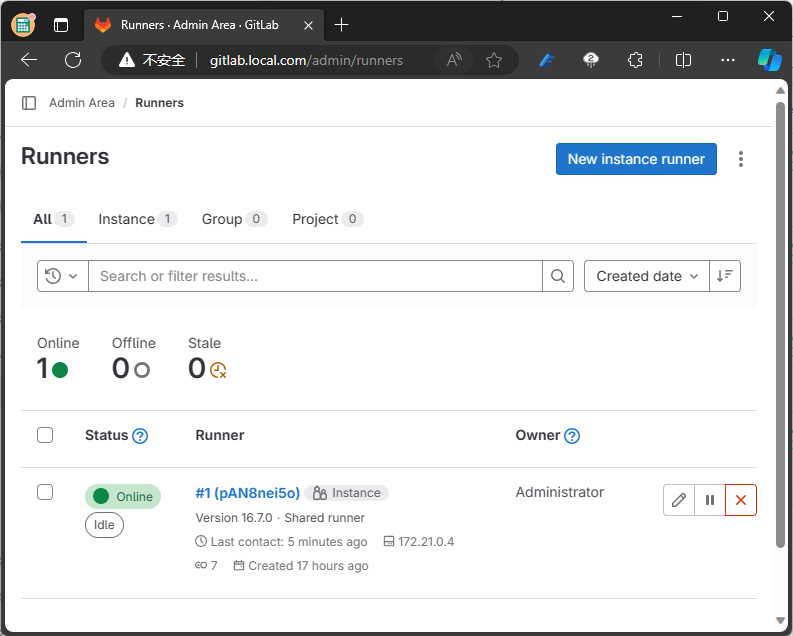 Runners · Admin Area · GitLab
不安全 gitlab.local.com/admin/runners
Admin Area / Runners
Runners
New instance runner
All 1 Instance 1 Group 0 Project 0
Search or filter results... Created date
Online Offline Stale
1 0 0
Status Runner Owner
Online #1 (pAN8nei5o) Instance Administrator
Idle Version 16.7.0 · Shared runner
Last contact: 5 minutes ago 172.21.0.4
7 Created 17 hours ago